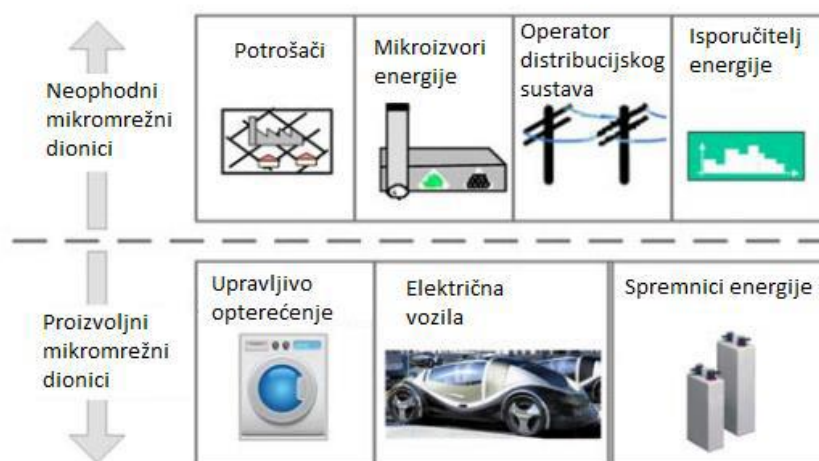 Neophodni
mikromrežni
dionici
Potrošači
Mikroizvori
energije
Operator
distribucijskog
sustava
Isporučitelj
energije
Proizvoljni
mikromrežni
dionici
Upravljivo
opterećenje
Električna
vozila
Spremnici energije